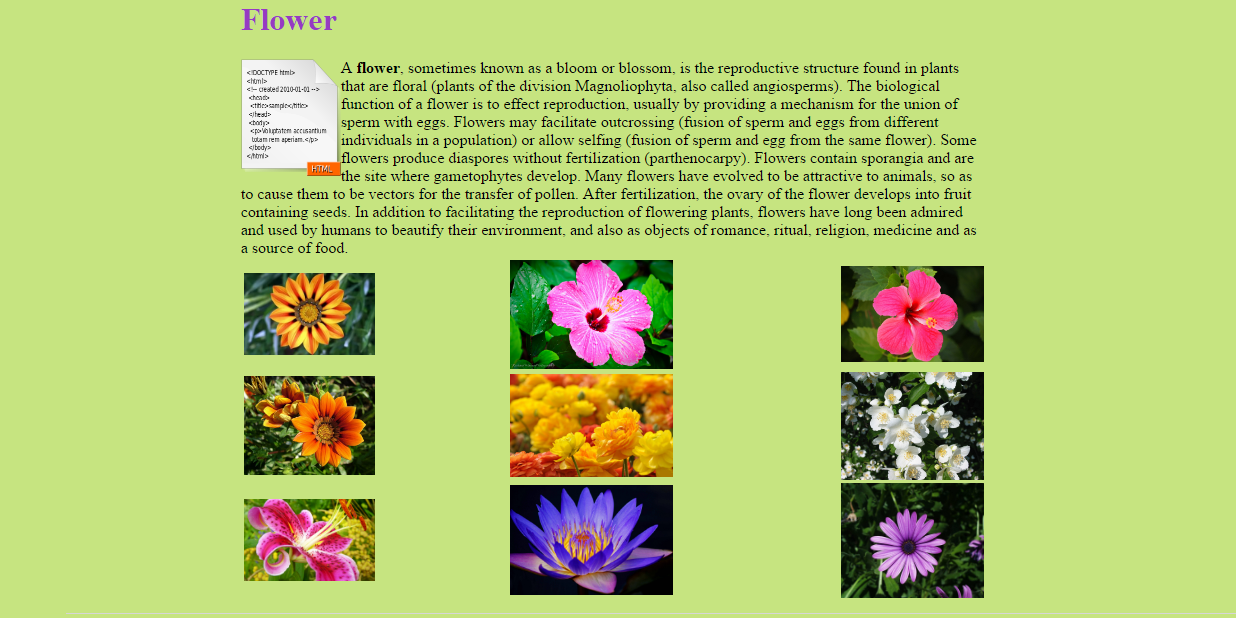 Flower
<!DOCTYPE html>
<html>
<!-- created 2010-01-01 -->
<head>
<title>sample</title>
</head>
<body>
<p>Voluptatem accusantium
totam rem aperiam.</p>
</body>
</html>
HTML
A flower, sometimes known as a bloom or blossom, is the reproductive structure found in plants
that are floral (plants of the division Magnoliophyta, also called angiosperms). The biological
function of a flower is to effect reproduction, usually by providing a mechanism for the union of
sperm with eggs. Flowers may facilitate outcrossing (fusion of sperm and eggs from different
individuals in a population) or allow selfing (fusion of sperm and egg from the same flower). Some
flowers produce diaspores without fertilization (parthenocarpy). Flowers contain sporangia and are
the site where gametophytes develop. Many flowers have evolved to be attractive to animals, so as
to cause them to be vectors for the transfer of pollen. After fertilization, the ovary of the flower develops into fruit
containing seeds. In addition to facilitating the reproduction of flowering plants, flowers have long been admired
and used by humans to beautify their environment, and also as objects of romance, ritual, religion, medicine and as
a source of food.